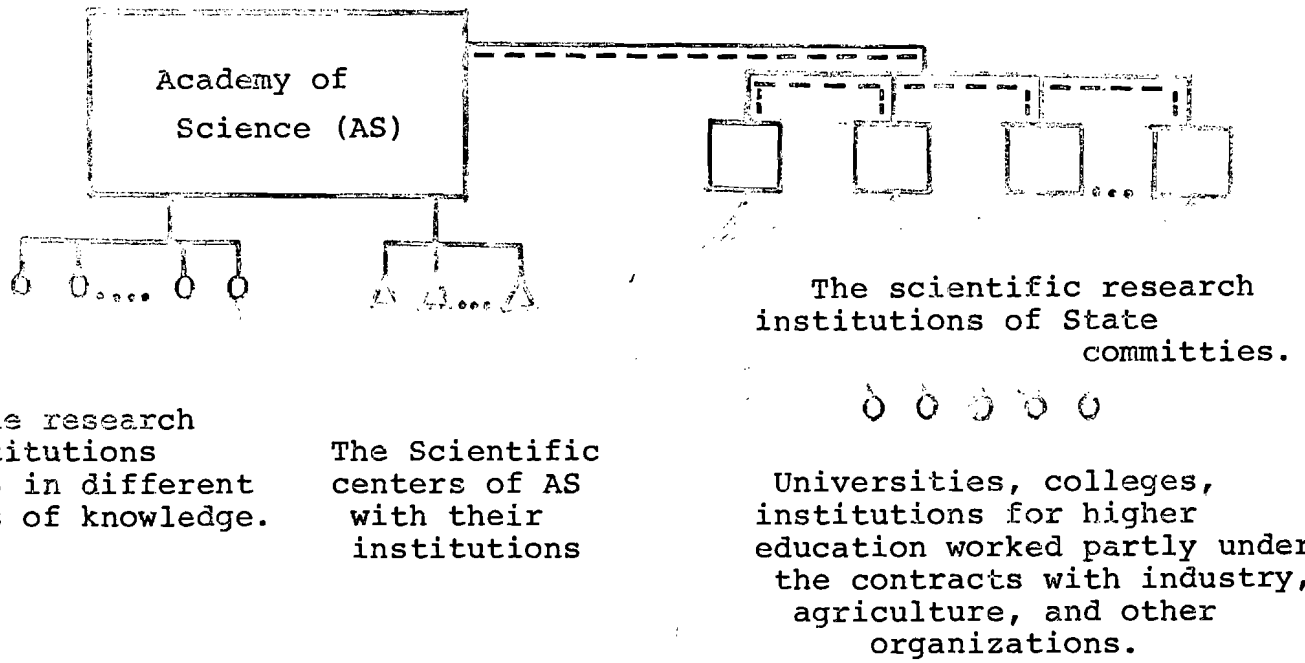 Academy of
Science (AS)
The scientific research
institutions of State
committies.
research
in different
of knowledge.
The Scientific
centers of AS
with their
institutions
Universities, colleges,
institutions for higher
education worked partly under
the contracts with industry,
agriculture, and other
organizations.